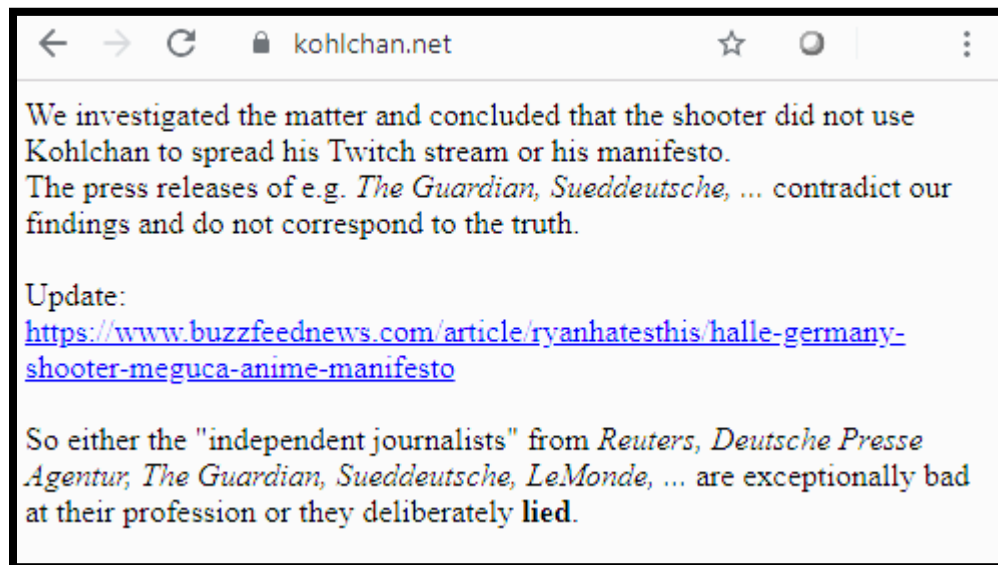 kohlchan.net
We investigated the matter and concluded that the shooter did not use
Kohlchan to spread his Twitch stream or his manifesto.
The press releases of e.g. The Guardian, Sueddeutsche, ... contradict our
findings and do not correspond to the truth.
Update:
https://www.buzzfeednews.com/article/ryanhatesthis/halle-germany-
shooter-meguca-anime-manifesto
So either the "independent journalists" from Reuters, Deutsche Presse
Agentur, The Guardian, Sueddeutsche, LeMonde, ... are exceptionally bad
at their profession or they deliberately lied.